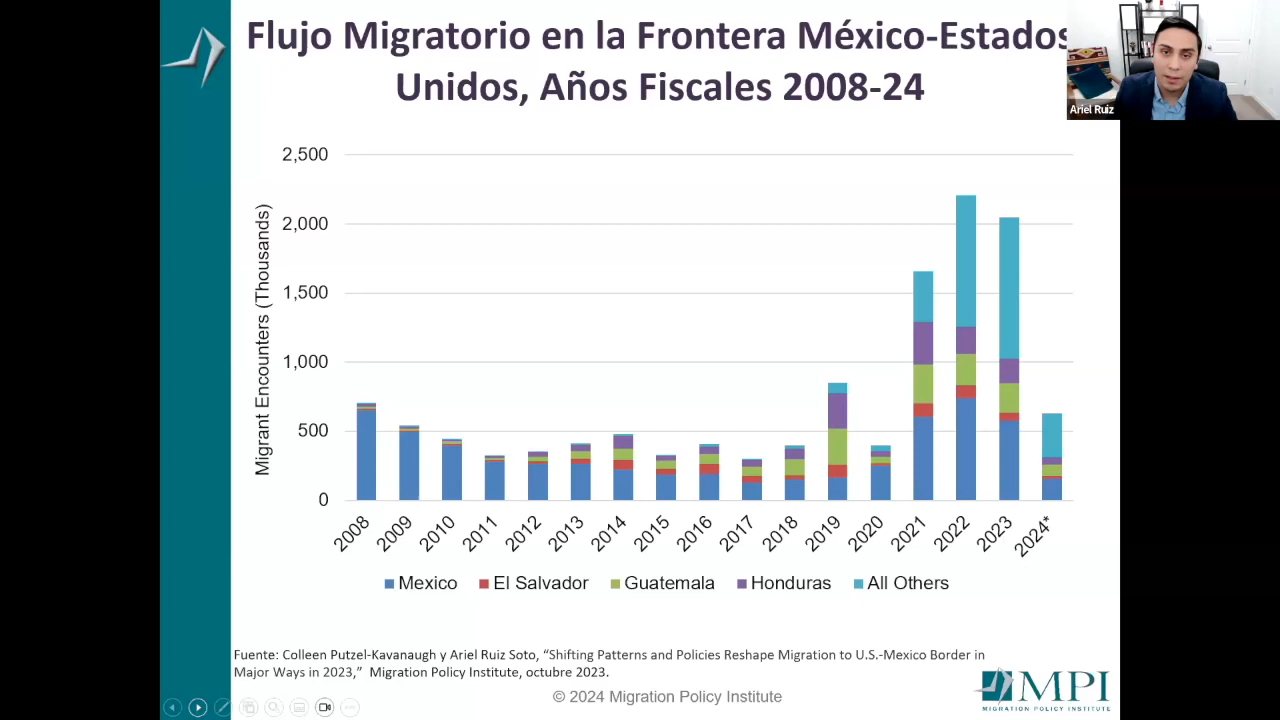 Flujo Migratorio en la Frontera México-Estados
Unidos, Años Fiscales 2008-24
Ariel Ruiz
Migrant Encounters (Thousands)
2,500
2,000
1,500
1,000
500
0
2008
2009
2010
2011
2012
2013
2014
2015
2016
2017
2018
2019
2020
2021
2022
2023
2024*
Mexico El Salvador Guatemala Honduras All Others
Fuente: Colleen Putzel-Kavanaugh y Ariel Ruiz Soto, “Shifting Patterns and Policies Reshape Migration to U.S.-Mexico Border in
Major Ways in 2023,” Migration Policy Institute, octubre 2023.
© 2024 Migration Policy Institute
MPI
MIGRATION POLICY INSTITUTE